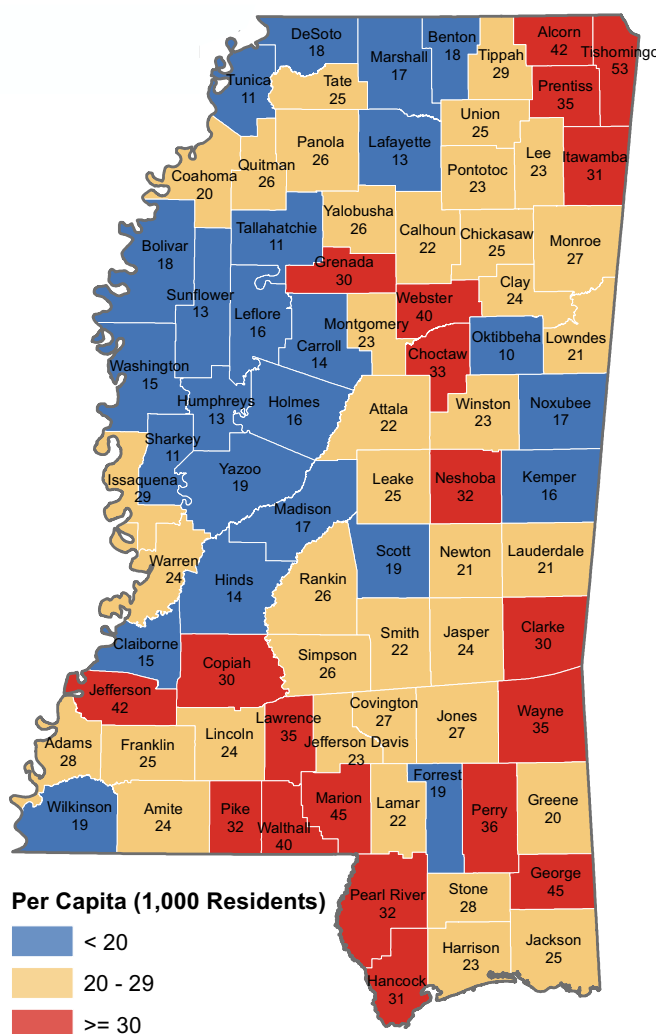 DeSoto
18
Marshall
17
Benton
18
Tippah
29
Alcorn
42
Tishomingo
53
Tunica
11
Tate
25
Prentiss
35
Union
25
Panola
26
Lafayette
13
Lee
23
Itawamba
31
Coahoma
20
Quitman
26
Pontotoc
23
Yalobusha
26
Calhoun
22
Chickasaw
25
Monroe
27
Bolivar
18
Tallahatchie
11
Grenada
30
Clay
24
Sunflower
13
Leflore
16
Webster
40
Montgomery
23
Carroll
14
Choctaw
33
Oktibbeha
10
Lowndes
21
Washington
15
Humphreys
13
Holmes
16
Attala
22
Winston
23
Noxubee
17
Sharkey
11
Yazoo
19
Issaquena
29
Leake
25
Neshoba
32
Kemper
16
Madison
17
Warren
24
Hinds
14
Rankin
26
Scott
19
Newton
21
Lauderdale
21
Claiborne
15
Copiah
30
Simpson
26
Smith
22
Jasper
24
Clarke
30
Jefferson
42
Lawrence
35
Covington
27
Jones
27
Wayne
35
Adams
28
Franklin
25
Lincoln
24
Jefferson Davis
23
Wilkinson
19
Amite
24
Pike
32
Walthall
40
Marion
45
Lamar
22
Forrest
19
Perry
36
Greene
20
Pearl River
32
Stone
28
George
45
Hancock
31
Harrison
23
Jackson
25
Per Capita (1,000 Residents)
< 20
20 - 29
>= 30